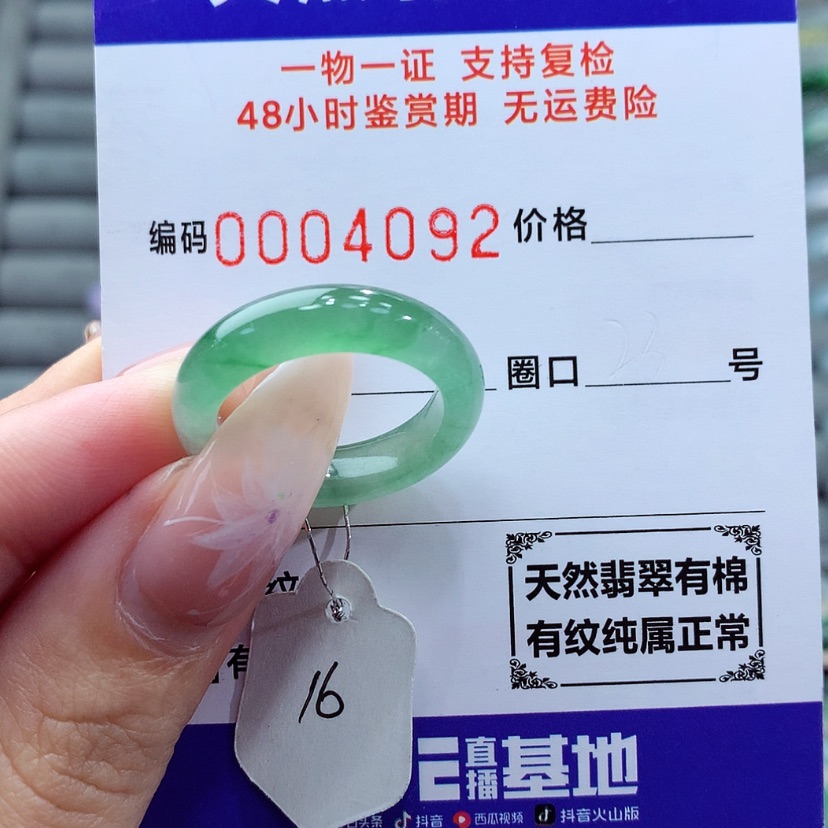 一物一证 支持复检
48小时鉴赏期 无运费险
编码0004092 价格
圈口 号
天然翡翠有棉
有纹纯属正常
有
16
直播基地
头条 抖音 西瓜视频 抖音火山版